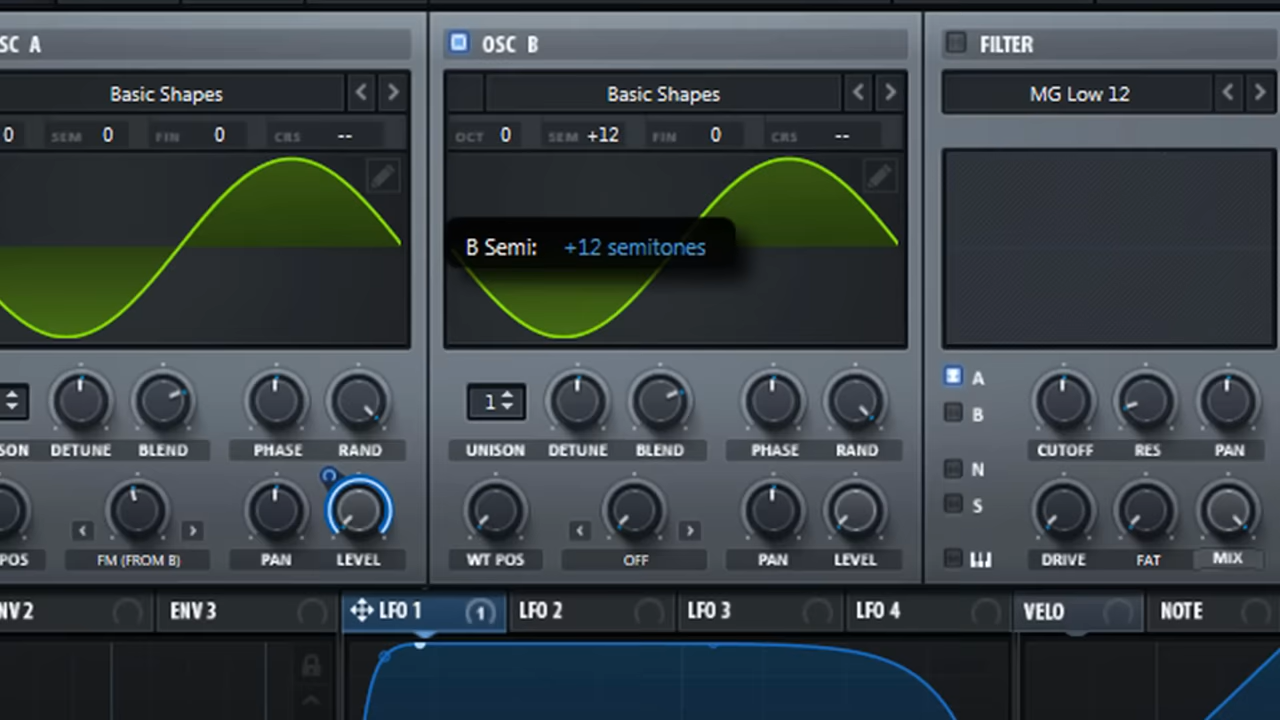 SC A
OSC B
FILTER
Basic Shapes
Basic Shapes
MG Low 12
0 SEM 0 FIN 0 CRS --
OCT 0 SEM +12 FIN 0 CRS --
B Semi: +12 semitones
1
A
B
SON DETUNE BLEND PHASE RAND
UNISON DETUNE BLEND PHASE RAND
CUTOFF RES PAN
N
S
POS FM (FROM B) PAN LEVEL
WT POS OFF PAN LEVEL
DRIVE FAT MIX
NV 2 ENV 3 LFO 1 1 LFO 2 LFO 3 LFO 4 VELO NOTE